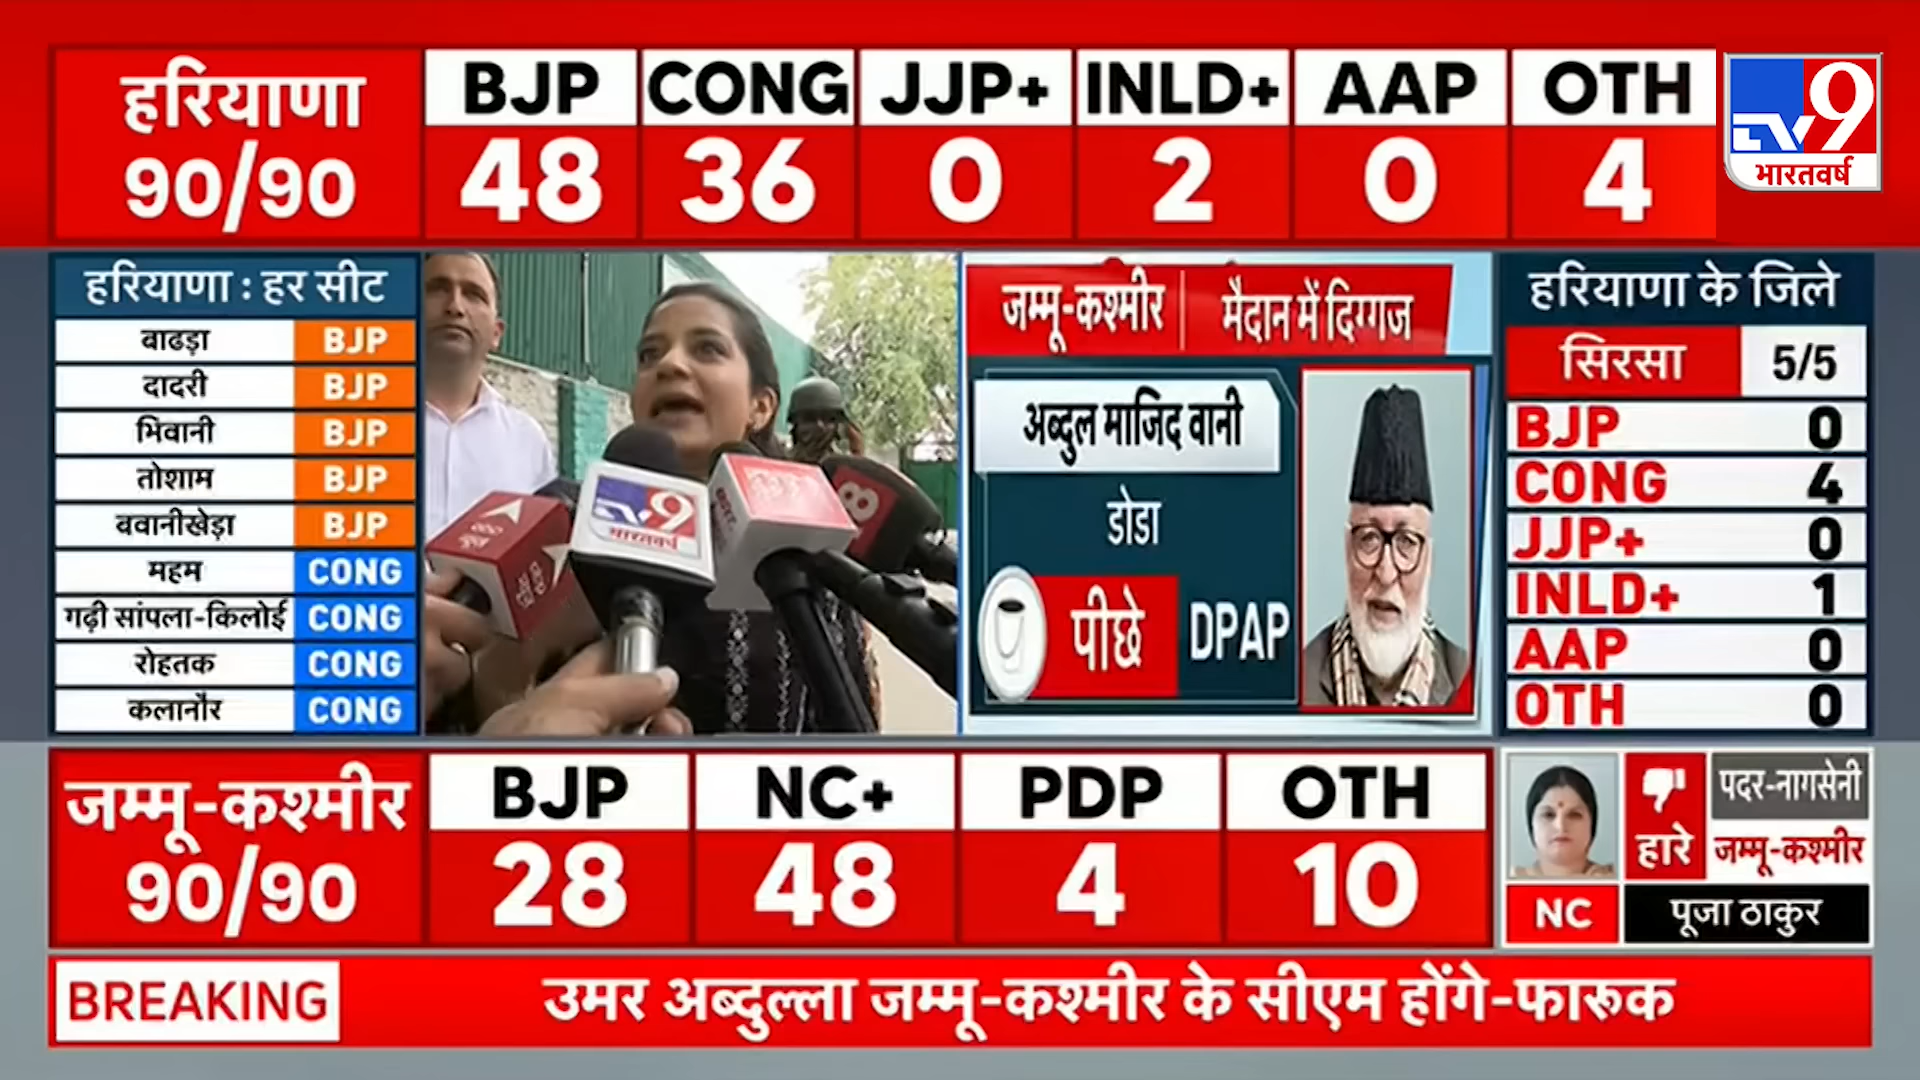 हरियाणा
90/90
BJP
48
CONG
36
JJP+
0
INLD+
2
AAP
0
OTH
4
TV9
भारतवर्ष
हरियाणा : हर सीट
बाढड़ा BJP
दादरी BJP
भिवानी BJP
तोशाम BJP
बवानीखेड़ा BJP
महम CONG
गढ़ी सांपला-किलोई CONG
रोहतक CONG
कलानौर CONG
TV9
भारतवर्ष
8
जम्मू-कश्मीर मैदान में दिग्गज
अब्दुल माजिद वानी
डोडा
पीछे DPAP
हरियाणा के जिले
सिरसा 5/5
BJP 0
CONG 4
JJP+ 0
INLD+ 1
AAP 0
OTH 0
जम्मू-कश्मीर
90/90
BJP
28
NC+
48
PDP
4
OTH
10
पदर-नागसेनी
हारे जम्मू-कश्मीर
NC पूजा ठाकुर
BREAKING उमर अब्दुल्ला जम्मू-कश्मीर के सीएम होंगे-फारूक